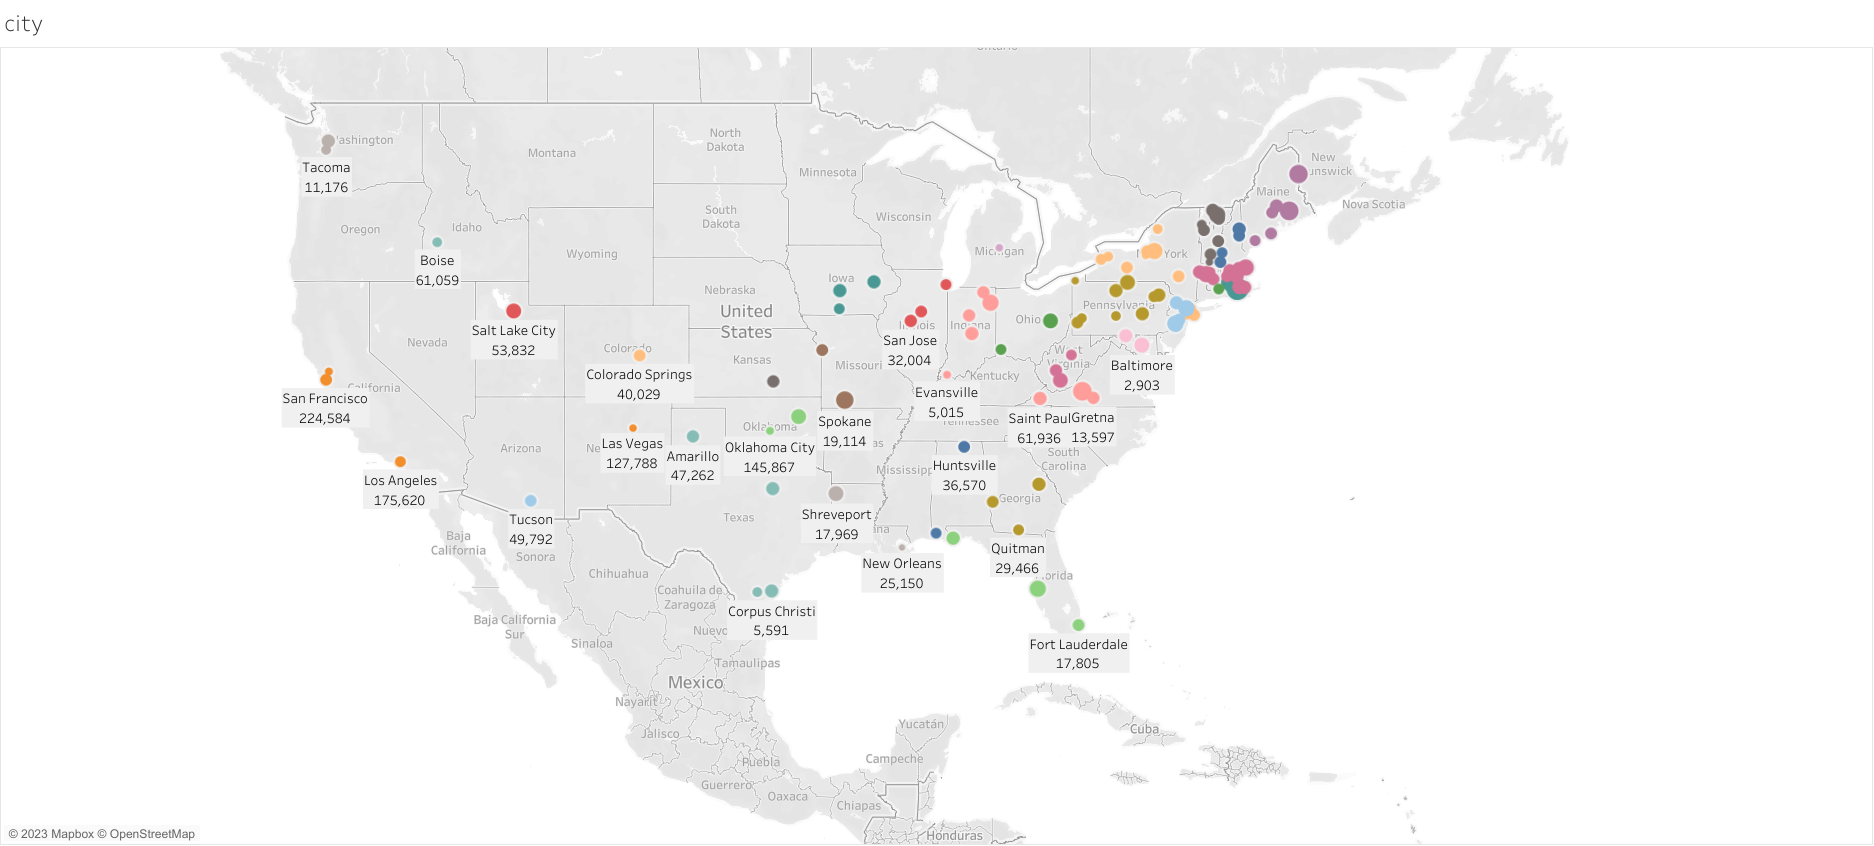 city
Ontario
Washington
Tacoma
11,176
Montana
North
Dakota
Minnesota
New
Brunswick
Maine
Nova Scotia
Oregon
Idaho
Boise
61,059
South
Dakota
Wisconsin
Michigan
York
Wyoming
Iowa
Nebraska
United
States
Pennsylvania
Salt Lake City
53,832
Nevada
Illinois
Indiana
Ohio
San Jose
32,004
Colorado
Colorado Springs
40,029
Kansas
Missouri
West
Virginia
Kentucky
Baltimore
2,903
DE
California
San Francisco
224,584
Evansville
5,015
Tennessee
Saint Paul
61,936
Gretna
13,597
Spokane
19,114
as
Oklahoma
Oklahoma City
145,867
Las Vegas
127,788
Ne
Amarillo
47,262
Arizona
Los Angeles
175,620
Mississipp
Huntsville
36,570
South
Carolina
Georgia
Tucson
49,792
Texas
Shreveport
17,969
na
Baja
California
Sonora
New Orleans
25,150
Quitman
29,466
orida
Chihuahua
Coahuila de
Zaragoza
Corpus Christi
5,591
Baja California
Sur
Sinaloa
Nuevo
Tamaulipas
Fort Lauderdale
17,805
Mexico
Nayarit
Jalisco
Yucatán
Cuba
Puebla
Campeche
Guerrero
Oaxaca
Chiapas
Honduras
© 2023 Mapbox © OpenStreetMap